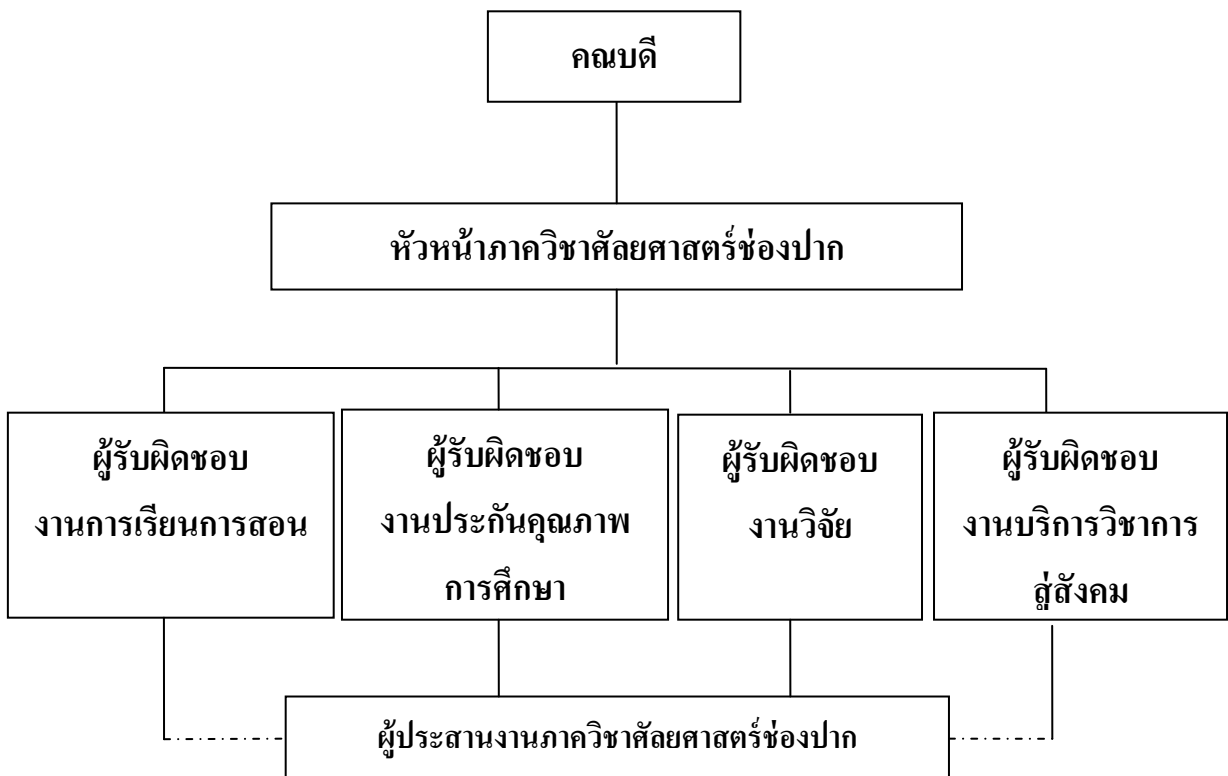 คณบดี
หัวหน้าภาควิชาศัลยศาสตร์ช่องปาก
ผู้รับผิดชอบ
งานการเรียนการสอน
ผู้รับผิดชอบ
งานประกันคุณภาพ
การศึกษา
ผู้รับผิดชอบ
งานวิจัย
ผู้รับผิดชอบ
งานบริการวิชาการ
สู่สังคม
ผู้ประสานงานภาควิชาศัลยศาสตร์ช่องปาก